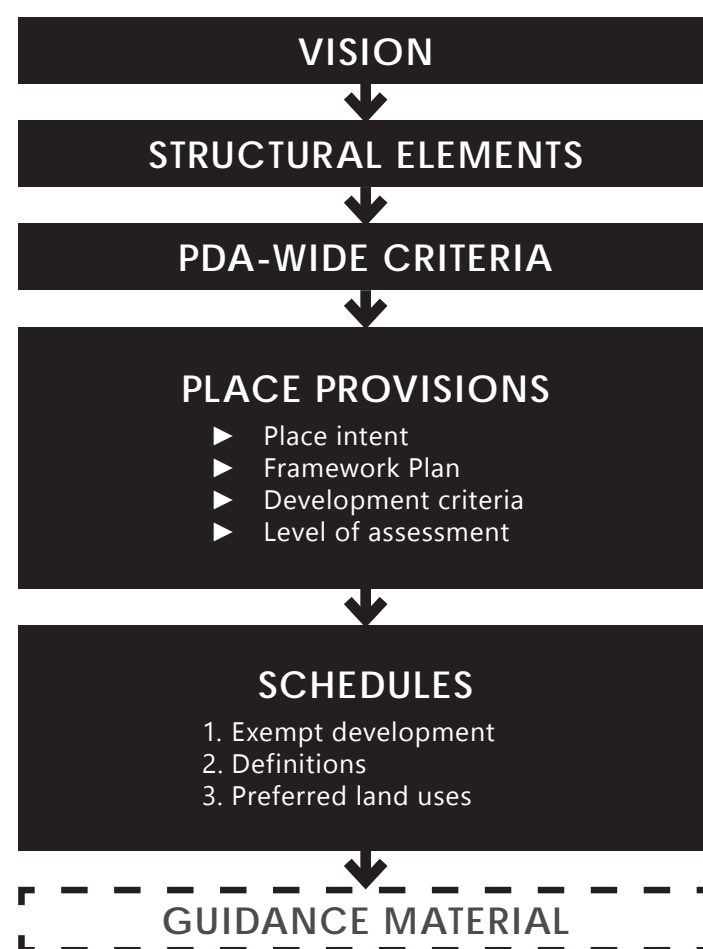 VISION
STRUCTURAL ELEMENTS
PDA-WIDE CRITERIA
PLACE PROVISIONS
► Place intent
► Framework Plan
► Development criteria
► Level of assessment
SCHEDULES
1. Exempt development
2. Definitions
3. Preferred land uses
GUIDANCE MATERIAL